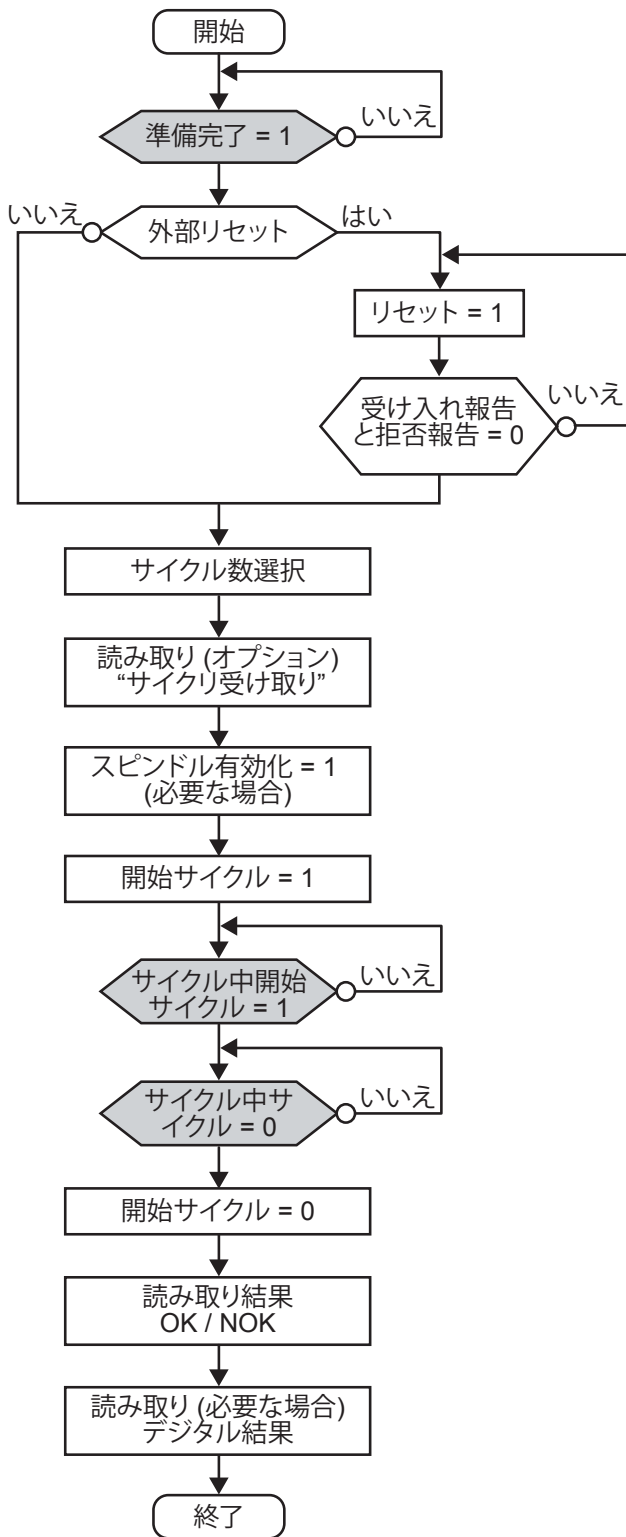 開始
いいえ
準備完了 = 1
いいえ
外部リセット
はい
リセット = 1
受け入れ報告
と拒否報告 = 0
いいえ
サイクル数選択
読み取り (オプション)
“サイクリ受け取り”
スピンドル有効化 = 1
(必要な場合)
開始サイクル = 1
サイクル中開始
サイクル = 1
いいえ
サイクル中サ
イクル = 0
いいえ
開始サイクル = 0
読み取り結果
OK / NOK
読み取り (必要な場合)
デジタル結果
終了